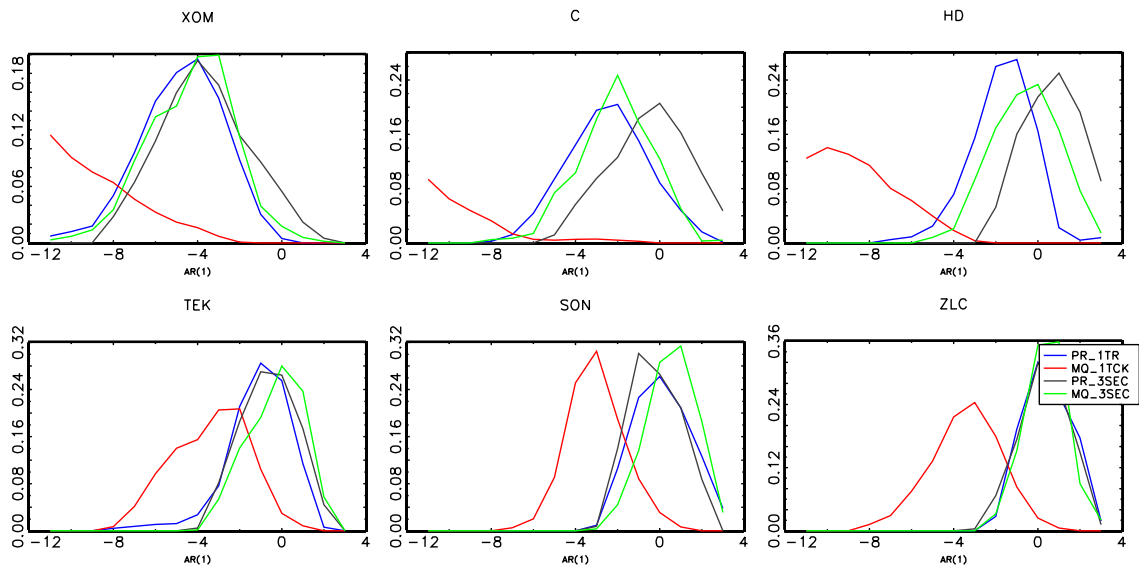 XOM C HD
0.18 0.24 0.24
0.12 0.16 0.16
0.06 0.08 0.08
0.00 0.00 0.00
-12 -8 -4 0 4 -12 -8 -4 0 4 -12 -8 -4 0 4
AR(1) AR(1) AR(1)
TEK SON ZLC
0.32 0.32 0.36
0.24 0.24 0.24
0.16 0.16 0.12
0.08 0.08 0.00
0.00 0.00
PR_1TR
MQ_1TCK
PR_3SEC
MQ_3SEC
-12 -8 -4 0 4 -12 -8 -4 0 4 -12 -8 -4 0 4
AR(1) AR(1) AR(1)